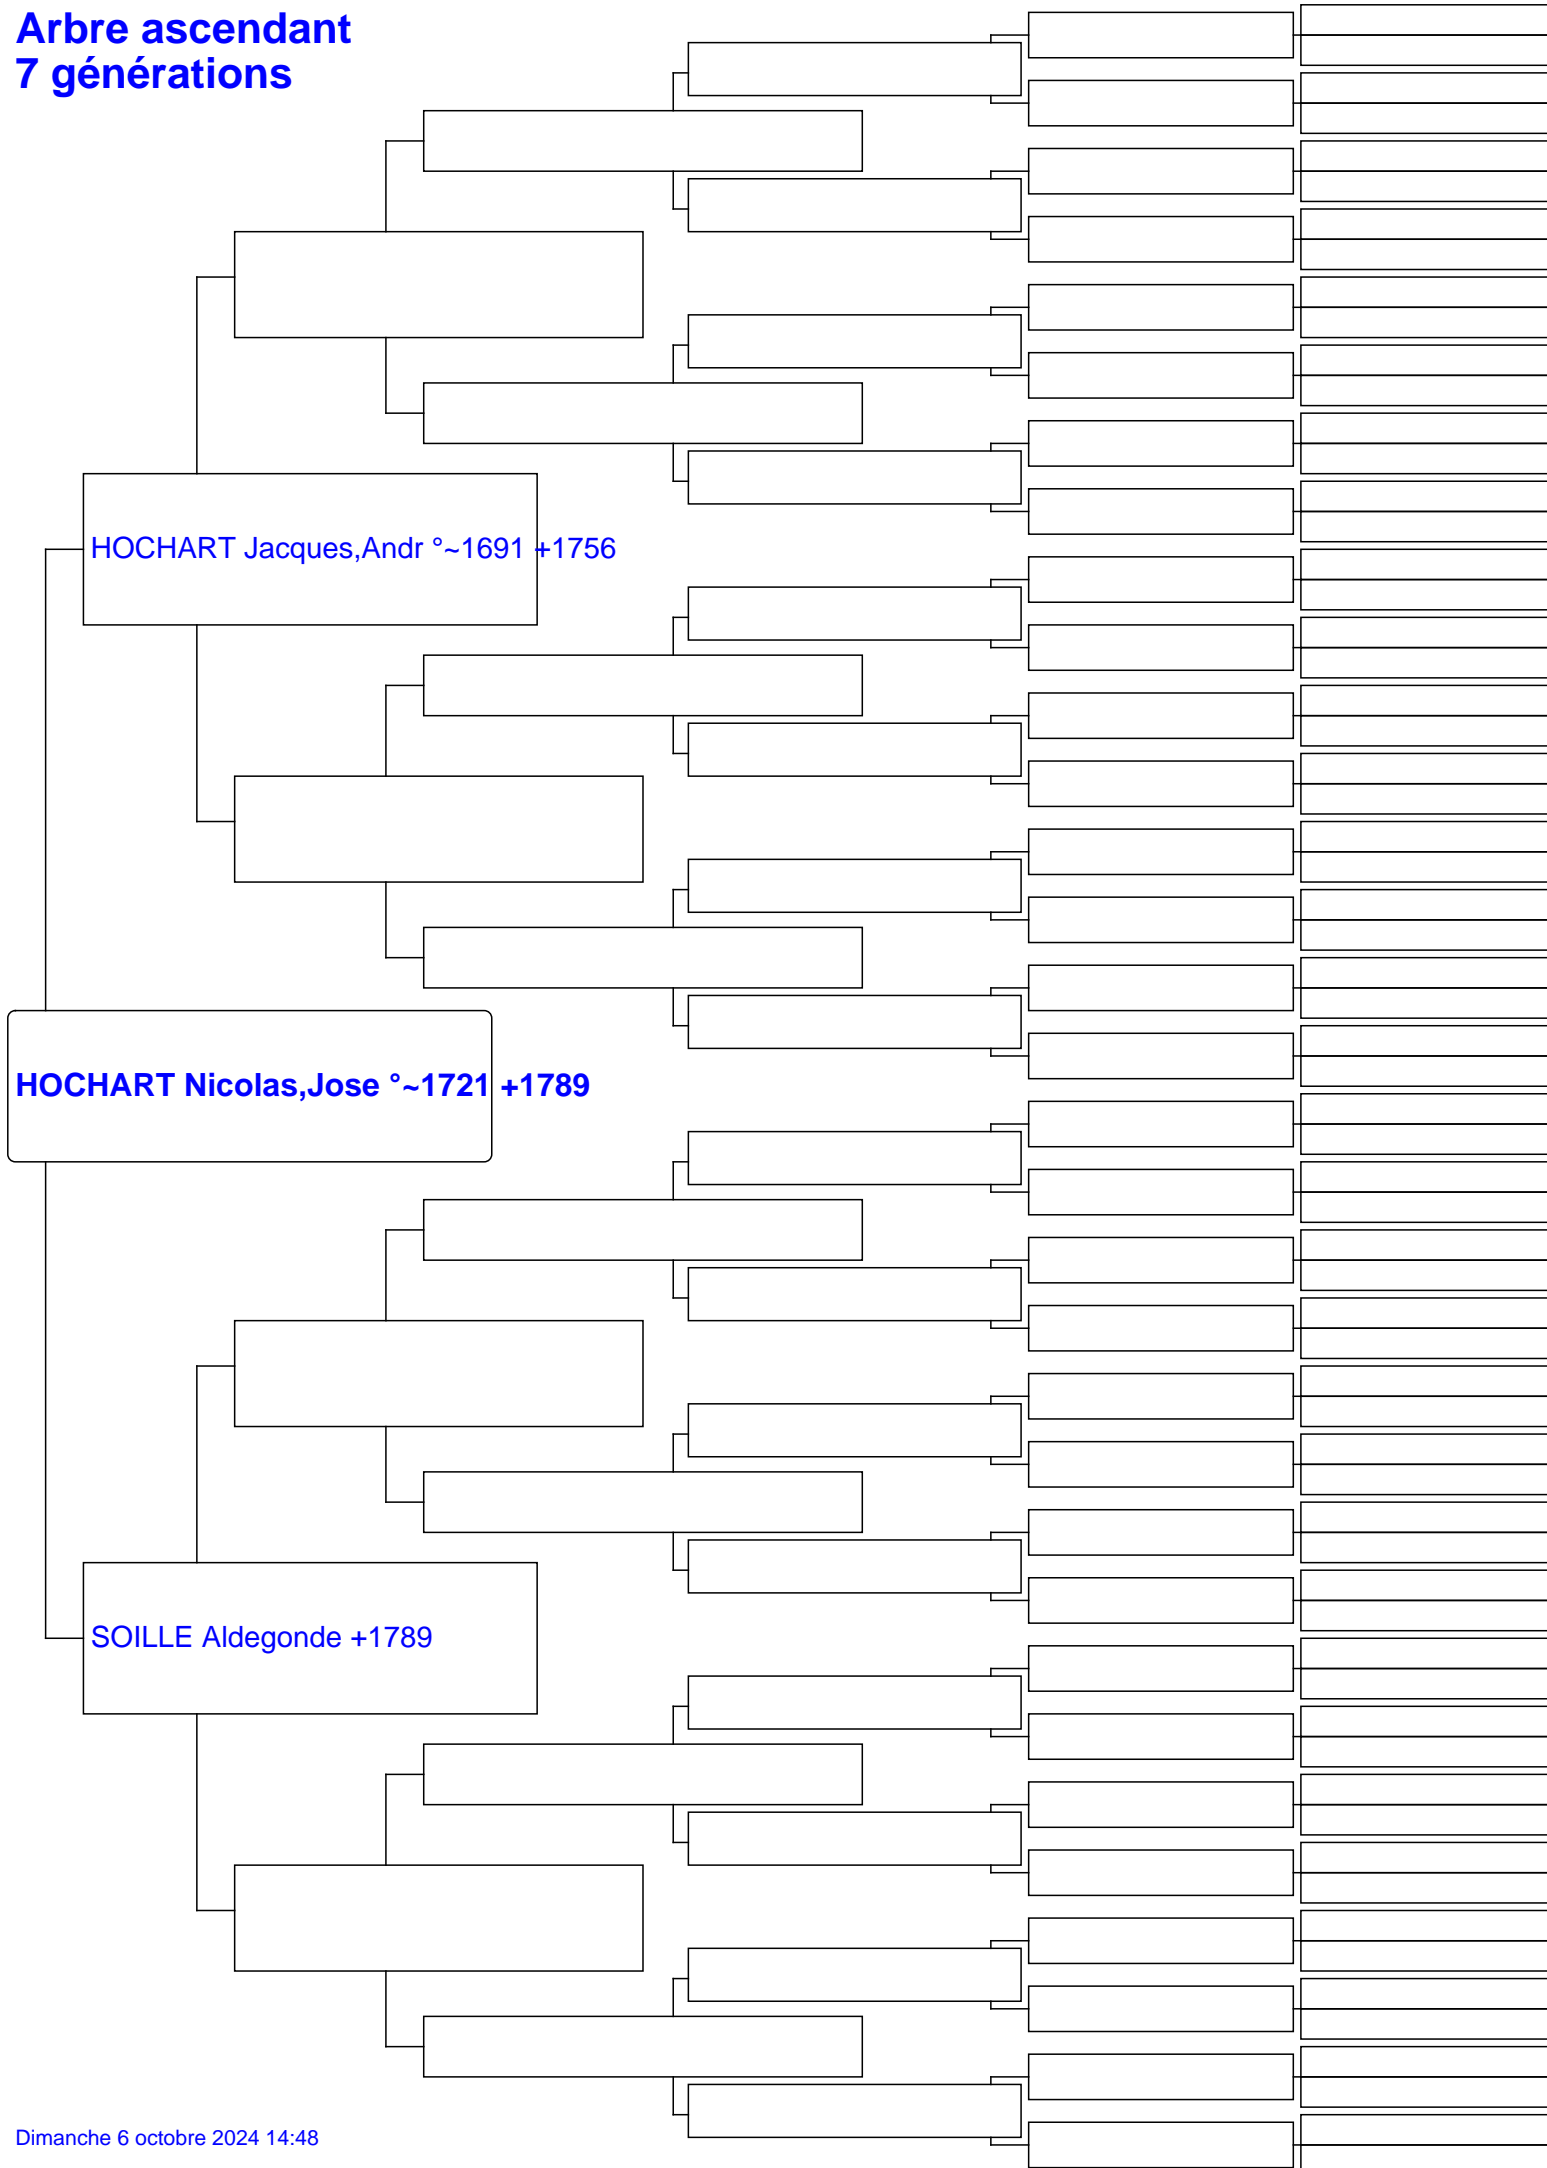 Arbre ascendant
7 générations
HOCHART Jacques,Andr °~1691 +1756
HOCHART Nicolas,Jose °~1721 +1789
SOILLE Aldegonde +1789
Dimanche 6 octobre 2024 14:48